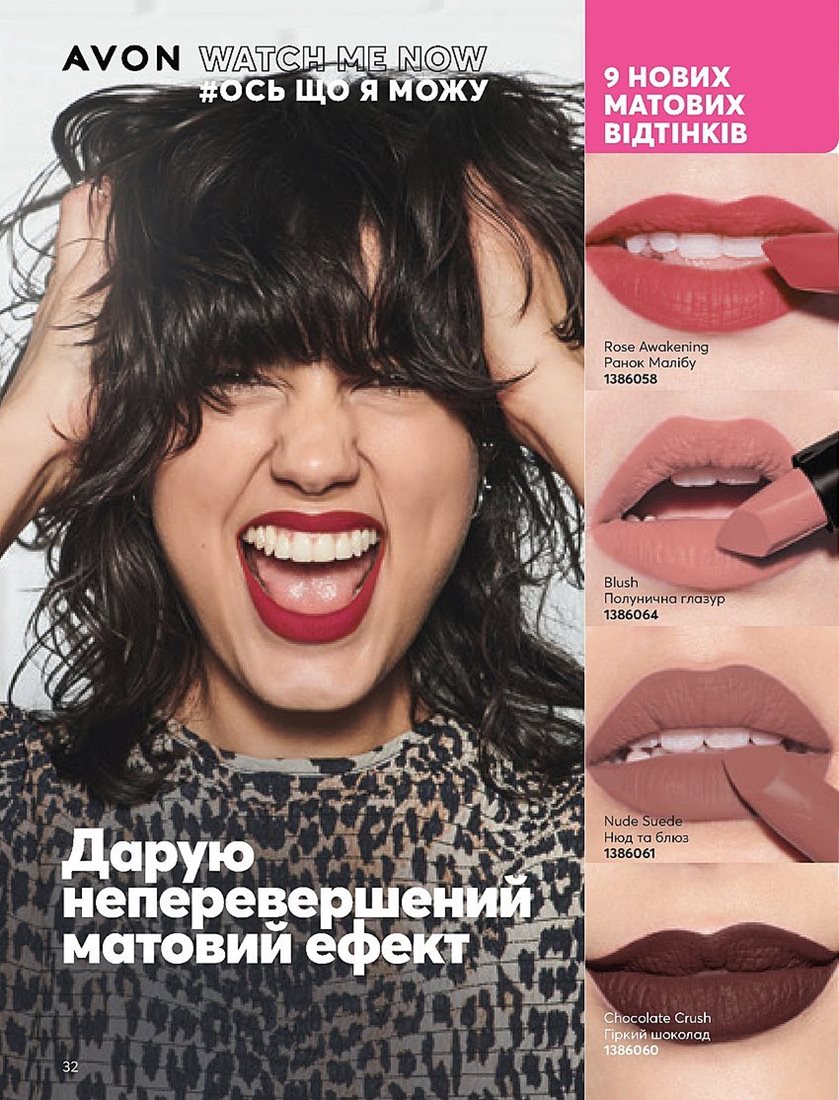 AVON WATCH ME NOW
#ОСЬ ЩО Я МОЖУ
9 НОВИХ
МАТОВИХ
ВІДТІНКІВ
Rose Awakening
Ранок Малібу
1386058
Blush
Полунична глазур
1386064
Nude Suede
Нюд та блюз
1386061
Chocolate Crush
Гіркий шоколад
1386060
Дарую
неперевершений
матовий ефект
32